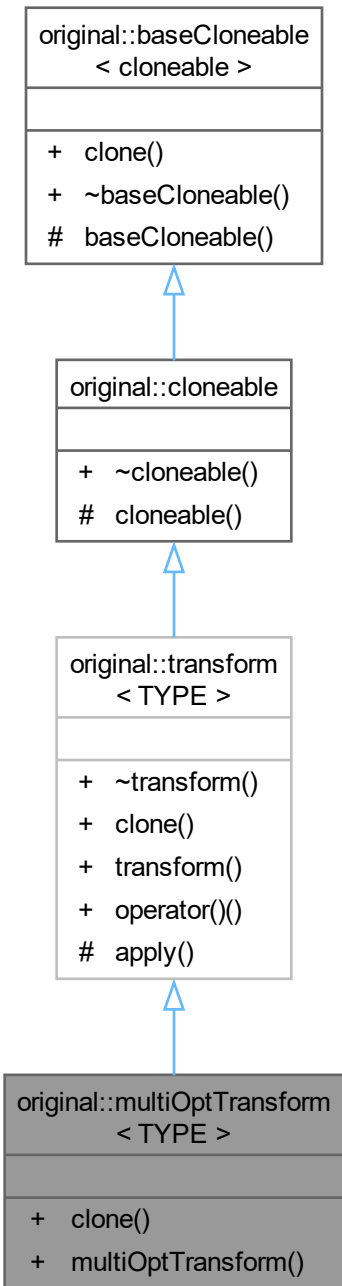 original::baseCloneable
< cloneable >
+ clone()
+ ~baseCloneable()
# baseCloneable()
original::cloneable
+ ~cloneable()
# cloneable()
original::transform
< TYPE >
+ ~transform()
+ clone()
+ transform()
+ operator()()
# apply()
original::multiOptTransform
< TYPE >
+ clone()
+ multiOptTransform()